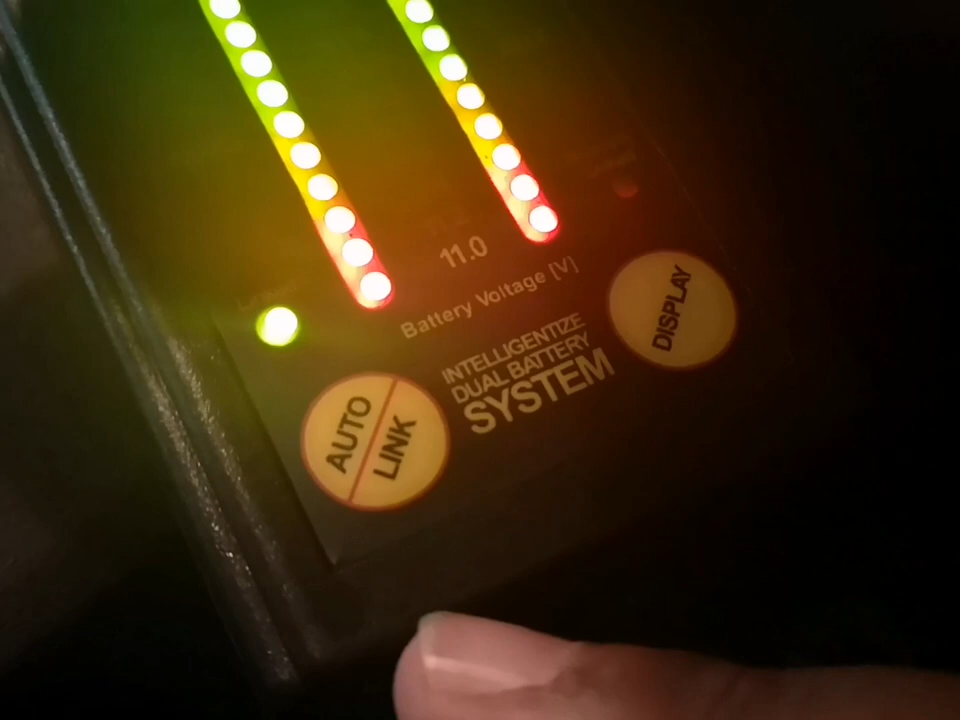 11.0
Battery Voltage [V]
INTELLIGENTIZE
DUAL BATTERY
SYSTEM
DISPLAY
AUTO
LINK